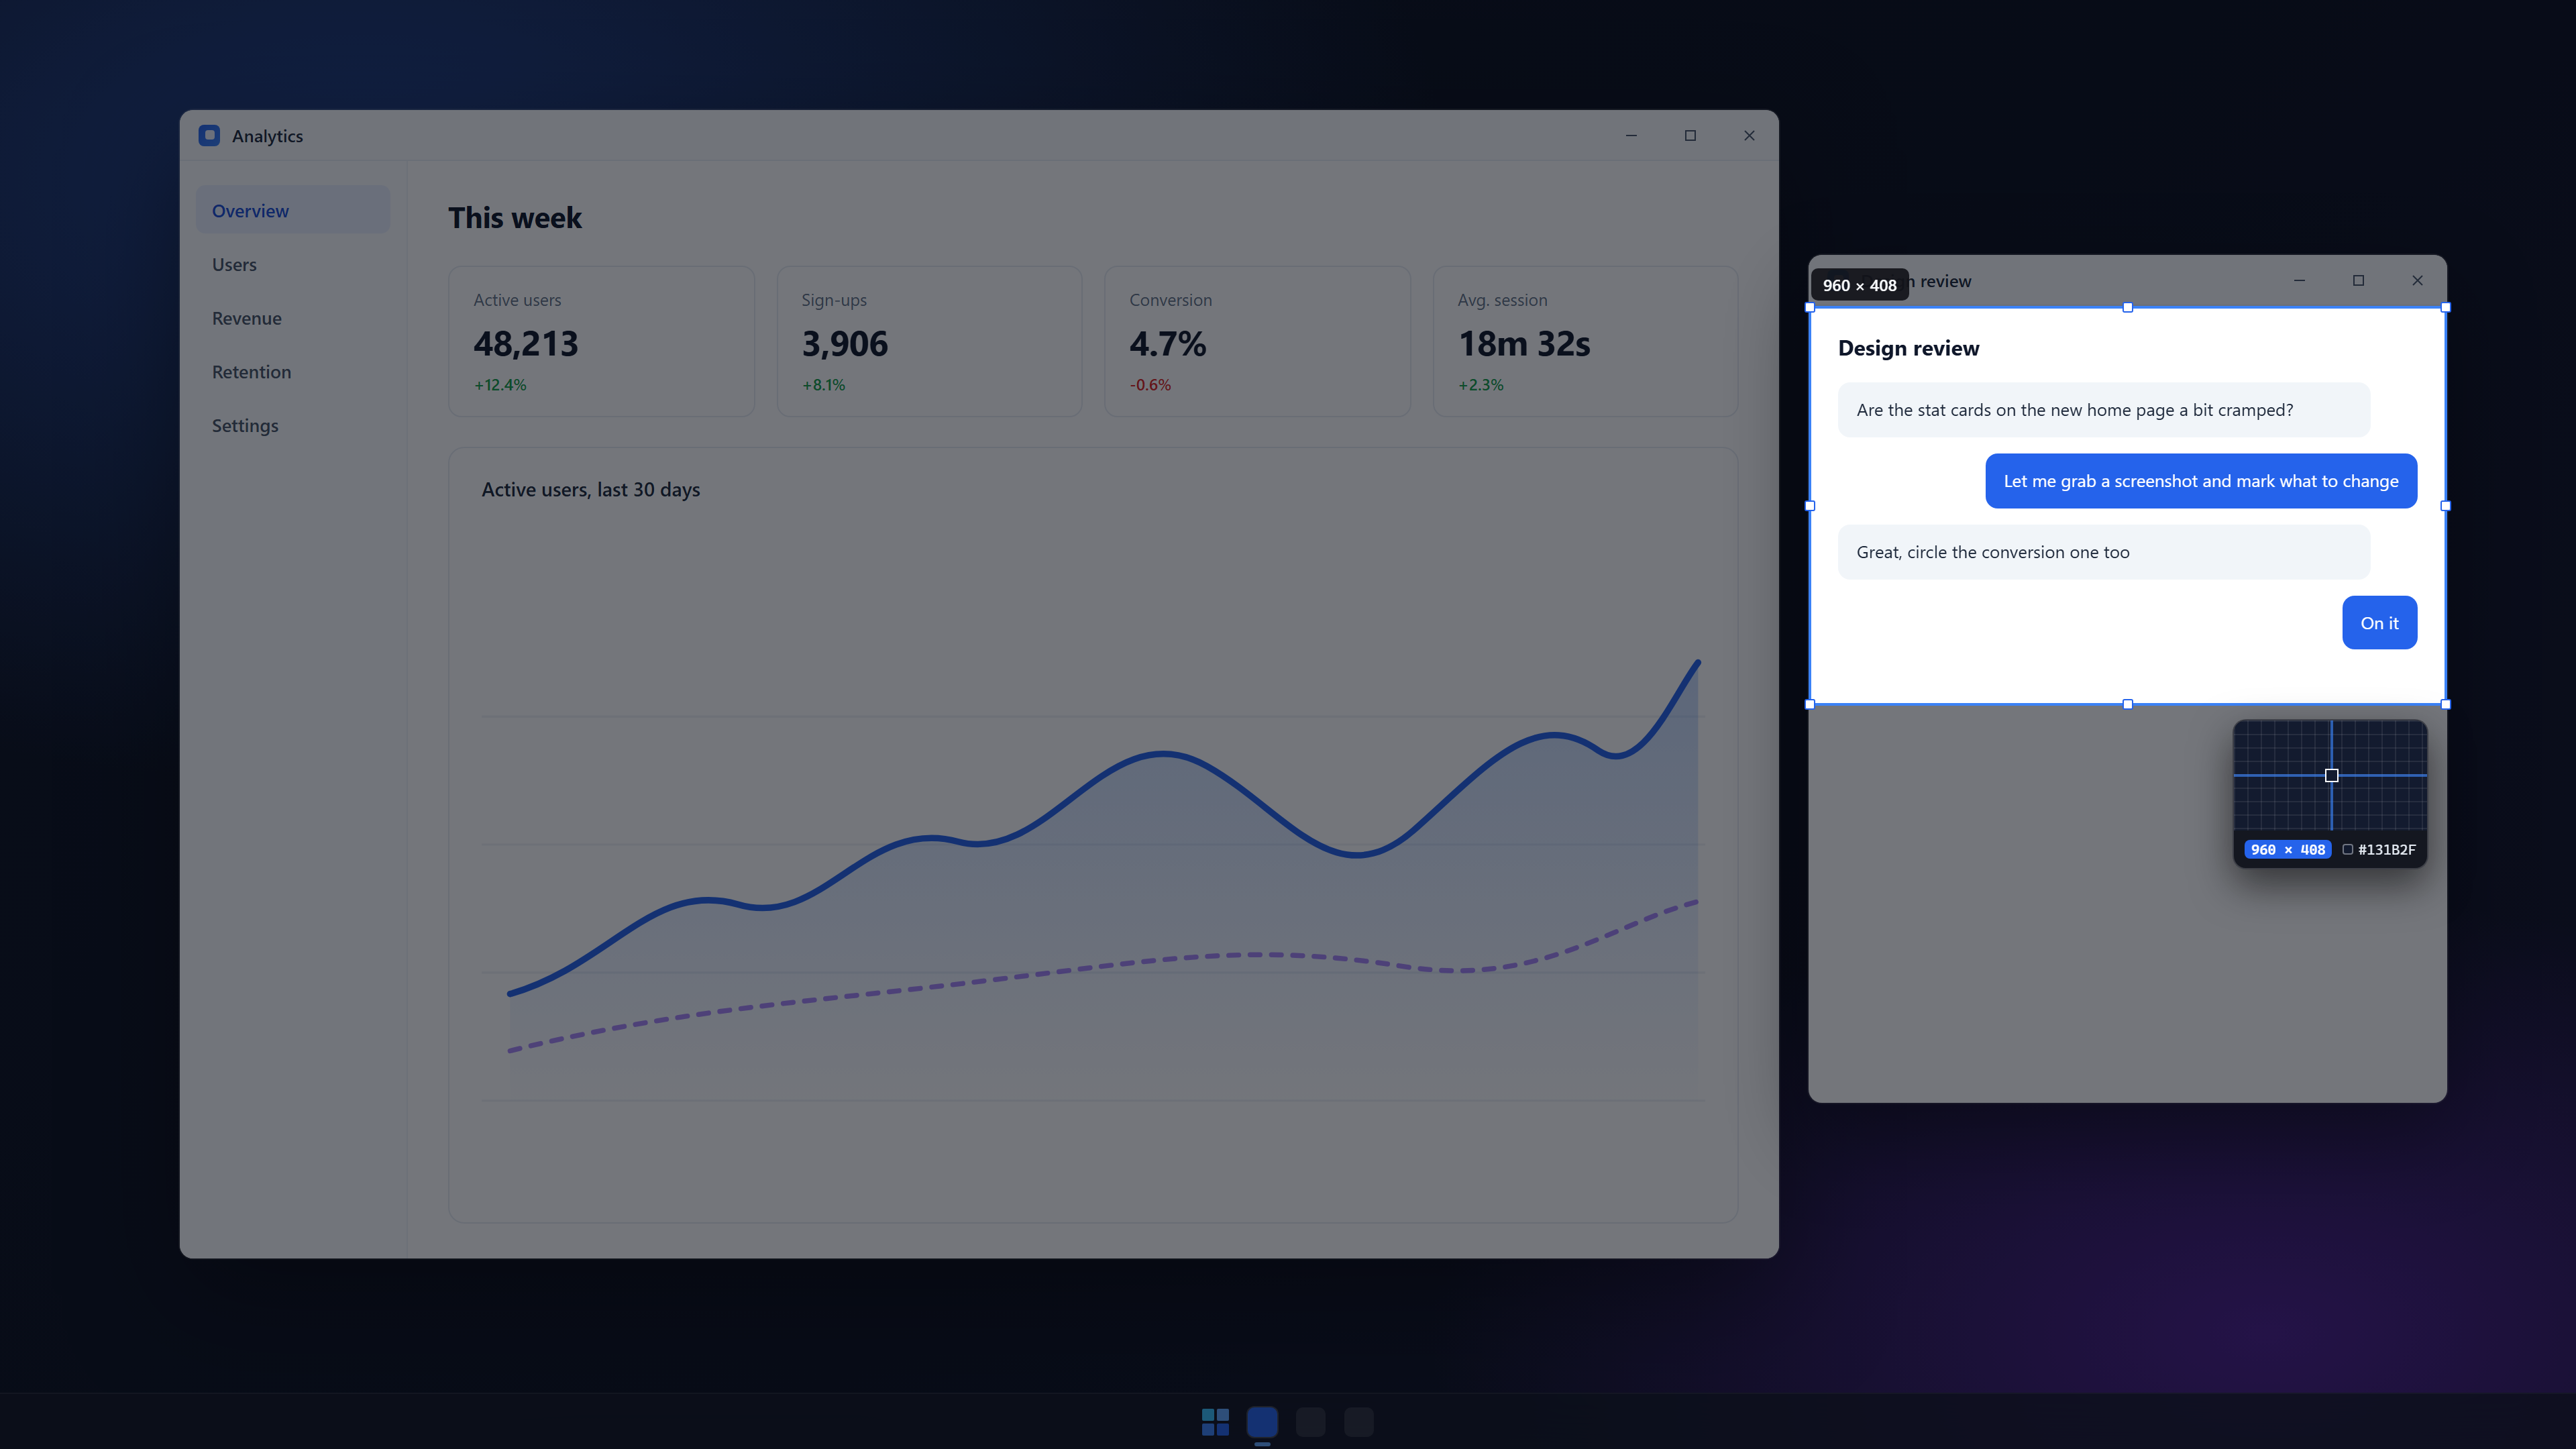 Analytics
Overview
Users
Revenue
Retention
Settings
This week
Active users
48,213
+12.4%
Sign-ups
3,906
+8.1%
Conversion
4.7%
-0.6%
Avg. session
18m 32s
+2.3%
Active users, last 30 days
960 × 408
review
Design review
Are the stat cards on the new home page a bit cramped?
Let me grab a screenshot and mark what to change
Great, circle the conversion one too
On it
960 × 408 #131B2F